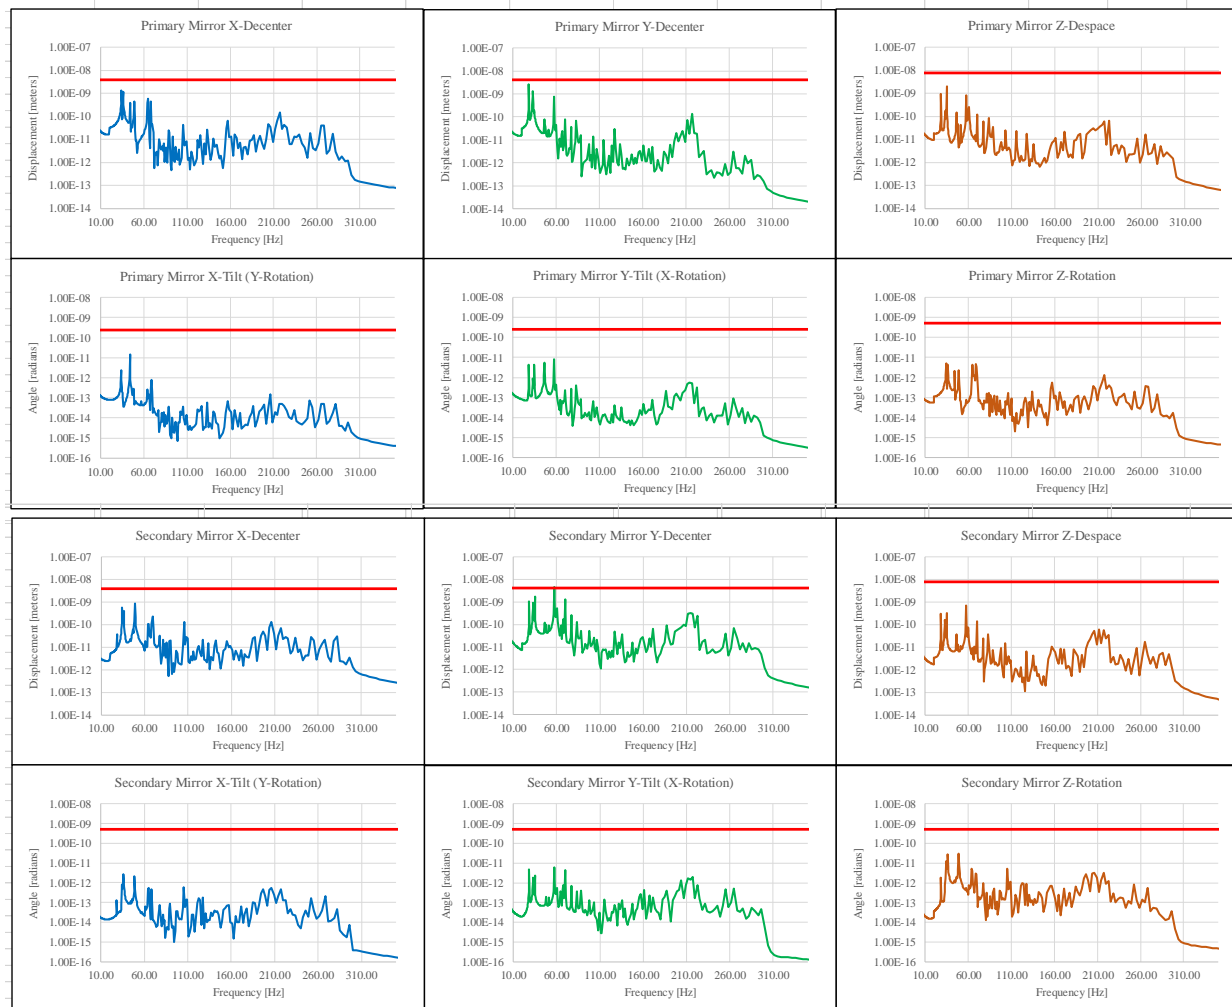 Primary Mirror X-Decenter
Displacement [meters]
1.00E-07
1.00E-08
1.00E-09
1.00E-10
1.00E-11
1.00E-12
1.00E-13
1.00E-14
10.00 60.00 110.00 160.00 210.00 260.00 310.00
Frequency [Hz]
Primary Mirror Y-Decenter
Displacement [meters]
1.00E-07
1.00E-08
1.00E-09
1.00E-10
1.00E-11
1.00E-12
1.00E-13
1.00E-14
10.00 60.00 110.00 160.00 210.00 260.00 310.00
Frequency [Hz]
Primary Mirror Z-Despace
Displacement [meters]
1.00E-07
1.00E-08
1.00E-09
1.00E-10
1.00E-11
1.00E-12
1.00E-13
1.00E-14
10.00 60.00 110.00 160.00 210.00 260.00 310.00
Frequency [Hz]
Primary Mirror X-Tilt (Y-Rotation)
Angle [radians]
1.00E-08
1.00E-09
1.00E-10
1.00E-11
1.00E-12
1.00E-13
1.00E-14
1.00E-15
1.00E-16
10.00 60.00 110.00 160.00 210.00 260.00 310.00
Frequency [Hz]
Primary Mirror Y-Tilt (X-Rotation)
Angle [radians]
1.00E-08
1.00E-09
1.00E-10
1.00E-11
1.00E-12
1.00E-13
1.00E-14
1.00E-15
1.00E-16
10.00 60.00 110.00 160.00 210.00 260.00 310.00
Frequency [Hz]
Primary Mirror Z-Rotation
Angle [radians]
1.00E-08
1.00E-09
1.00E-10
1.00E-11
1.00E-12
1.00E-13
1.00E-14
1.00E-15
1.00E-16
10.00 60.00 110.00 160.00 210.00 260.00 310.00
Frequency [Hz]
Secondary Mirror X-Decenter
Displacement [meters]
1.00E-07
1.00E-08
1.00E-09
1.00E-10
1.00E-11
1.00E-12
1.00E-13
1.00E-14
10.00 60.00 110.00 160.00 210.00 260.00 310.00
Frequency [Hz]
Secondary Mirror Y-Decenter
Displacement [meters]
1.00E-07
1.00E-08
1.00E-09
1.00E-10
1.00E-11
1.00E-12
1.00E-13
1.00E-14
10.00 60.00 110.00 160.00 210.00 260.00 310.00
Frequency [Hz]
Secondary Mirror Z-Despace
Displacement [meters]
1.00E-07
1.00E-08
1.00E-09
1.00E-10
1.00E-11
1.00E-12
1.00E-13
1.00E-14
10.00 60.00 110.00 160.00 210.00 260.00 310.00
Frequency [Hz]
Secondary Mirror X-Tilt (Y-Rotation)
Angle [radians]
1.00E-08
1.00E-09
1.00E-10
1.00E-11
1.00E-12
1.00E-13
1.00E-14
1.00E-15
1.00E-16
10.00 60.00 110.00 160.00 210.00 260.00 310.00
Frequency [Hz]
Secondary Mirror Y-Tilt (X-Rotation)
Angle [radians]
1.00E-08
1.00E-09
1.00E-10
1.00E-11
1.00E-12
1.00E-13
1.00E-14
1.00E-15
1.00E-16
10.00 60.00 110.00 160.00 210.00 260.00 310.00
Frequency [Hz]
Secondary Mirror Z-Rotation
Angle [radians]
1.00E-08
1.00E-09
1.00E-10
1.00E-11
1.00E-12
1.00E-13
1.00E-14
1.00E-15
1.00E-16
10.00 60.00 110.00 160.00 210.00 260.00 310.00
Frequency [Hz]